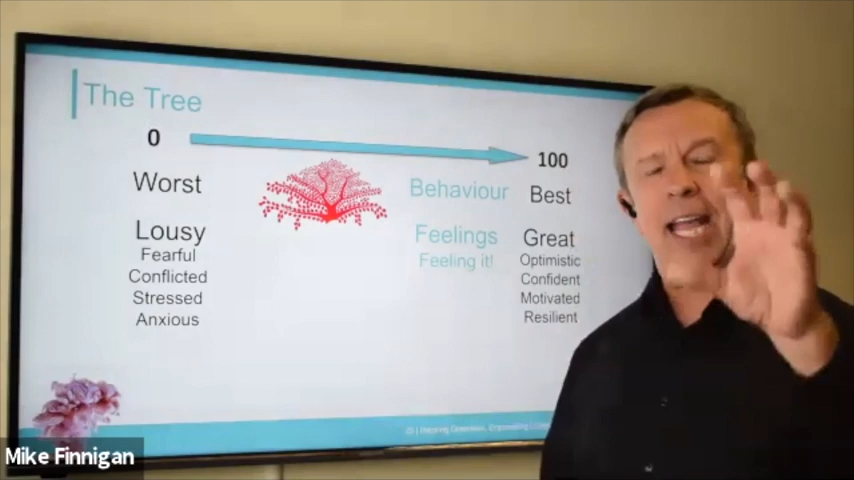 The Tree
0
100
Worst
Behaviour
Best
Lousy
Feelings
Great
Fearful
Feeling it!
Optimistic
Conflicted
Confident
Stressed
Motivated
Anxious
Resilient
Mike Finnigan